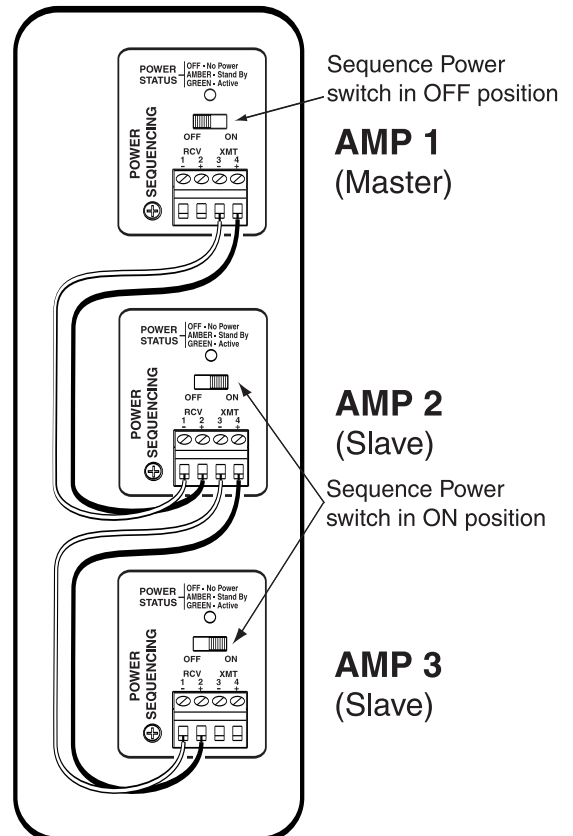 POWER STATUS
OFF • No Power
AMBER • Stand By
GREEN • Active
OFF ON
RCV XMT
1 2 3 4
- + - +
POWER SEQUENCING
Sequence Power
switch in OFF position
AMP 1
(Master)
POWER STATUS
OFF • No Power
AMBER • Stand By
GREEN • Active
OFF ON
RCV XMT
1 2 3 4
- + - +
POWER SEQUENCING
AMP 2
(Slave)
Sequence Power
switch in ON position
POWER STATUS
OFF • No Power
AMBER • Stand By
GREEN • Active
OFF ON
RCV XMT
1 2 3 4
- + - +
POWER SEQUENCING
AMP 3
(Slave)